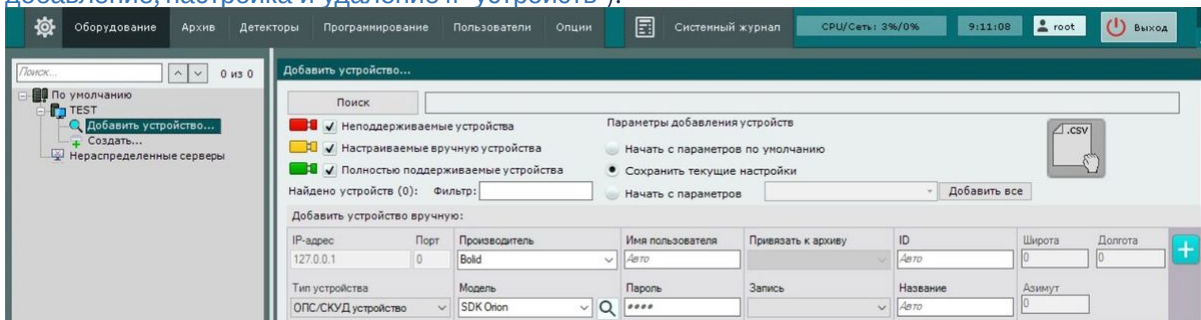 добавление, настройка и удаление IP-устройств").
Оборудование Архив Детекторы Программирование Пользователи Опции Системный журнал CPU/Сеть: 3%/0% 9:11:08 root Выход
Поиск... 0 из 0
По умолчанию
TEST
Добавить устройство...
Создать...
Нераспределенные серверы
Добавить устройство...
Поиск
Неподдерживаемые устройства
Настраиваемые вручную устройства
Полностью поддерживаемые устройства
Найдено устройств (0): Фильтр:
Параметры добавления устройств
Начать с параметров по умолчанию
Сохранить текущие настройки
Начать с параметров Добавить все
.CSV
Добавить устройство вручную:
IP-адрес Порт Производитель Имя пользователя Привязать к архиву ID Широта Долгота
127.0.0.1 0 Bolid Авто Авто 0 0
Тип устройства Модель Пароль Запись Название Азимут
ОПС/СКУД устройство SDK Orion **** Авто 0